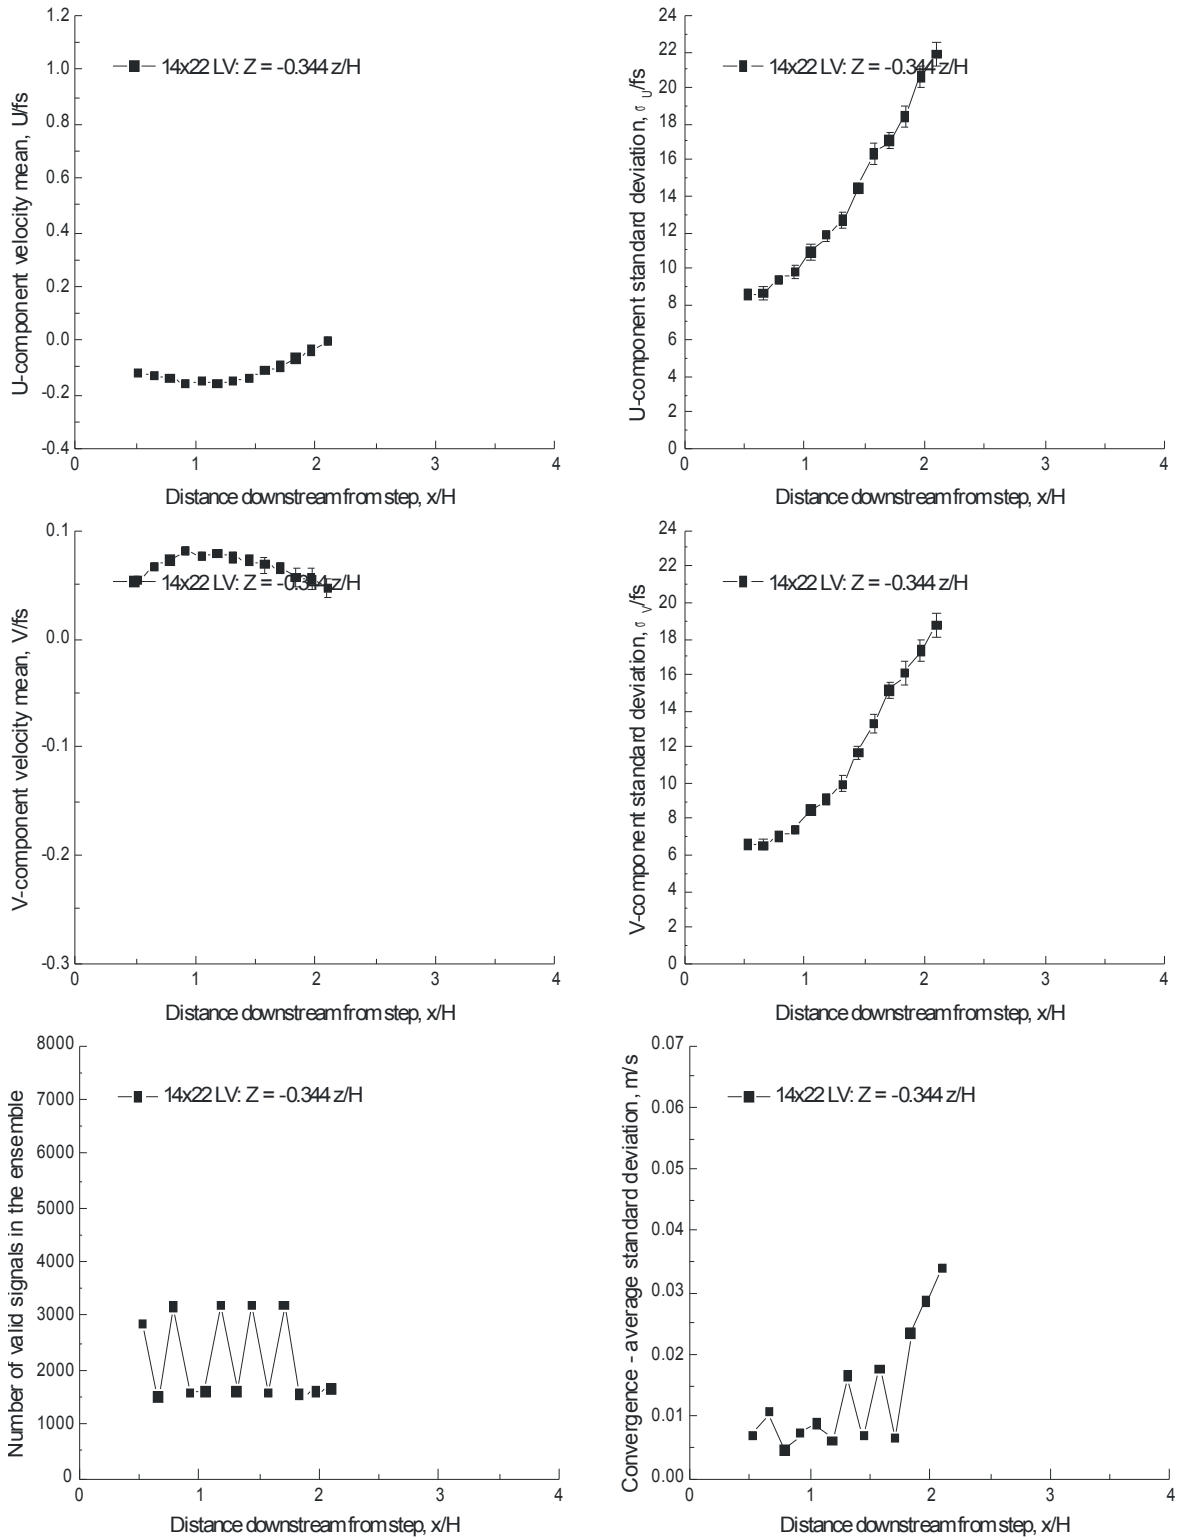 1.2
1.0
0.8
0.6
0.4
0.2
0.0
-0.2
-0.4
0 1 2 3 4
U-component velocity mean, U/fs
14x22 LV: Z = -0.344 z/H
Distance downstream from step, x/H
24
22
20
18
16
14
12
10
8
6
4
2
0
0 1 2 3 4
U-component standard deviation, σ U/fs
14x22 LV: Z = -0.344 z/H
Distance downstream from step, x/H
0.1
0.0
-0.1
-0.2
-0.3
0 1 2 3 4
V-component velocity mean, V/fs
14x22 LV: Z = -0.344 z/H
Distance downstream from step, x/H
24
22
20
18
16
14
12
10
8
6
4
2
0
0 1 2 3 4
V-component standard deviation, σ V/fs
14x22 LV: Z = -0.344 z/H
Distance downstream from step, x/H
8000
7000
6000
5000
4000
3000
2000
1000
0
0 1 2 3 4
Number of valid signals in the ensemble
14x22 LV: Z = -0.344 z/H
Distance downstream from step, x/H
0.07
0.06
0.05
0.04
0.03
0.02
0.01
0.00
0 1 2 3 4
Convergence - average standard deviation, m/s
14x22 LV: Z = -0.344 z/H
Distance downstream from step, x/H